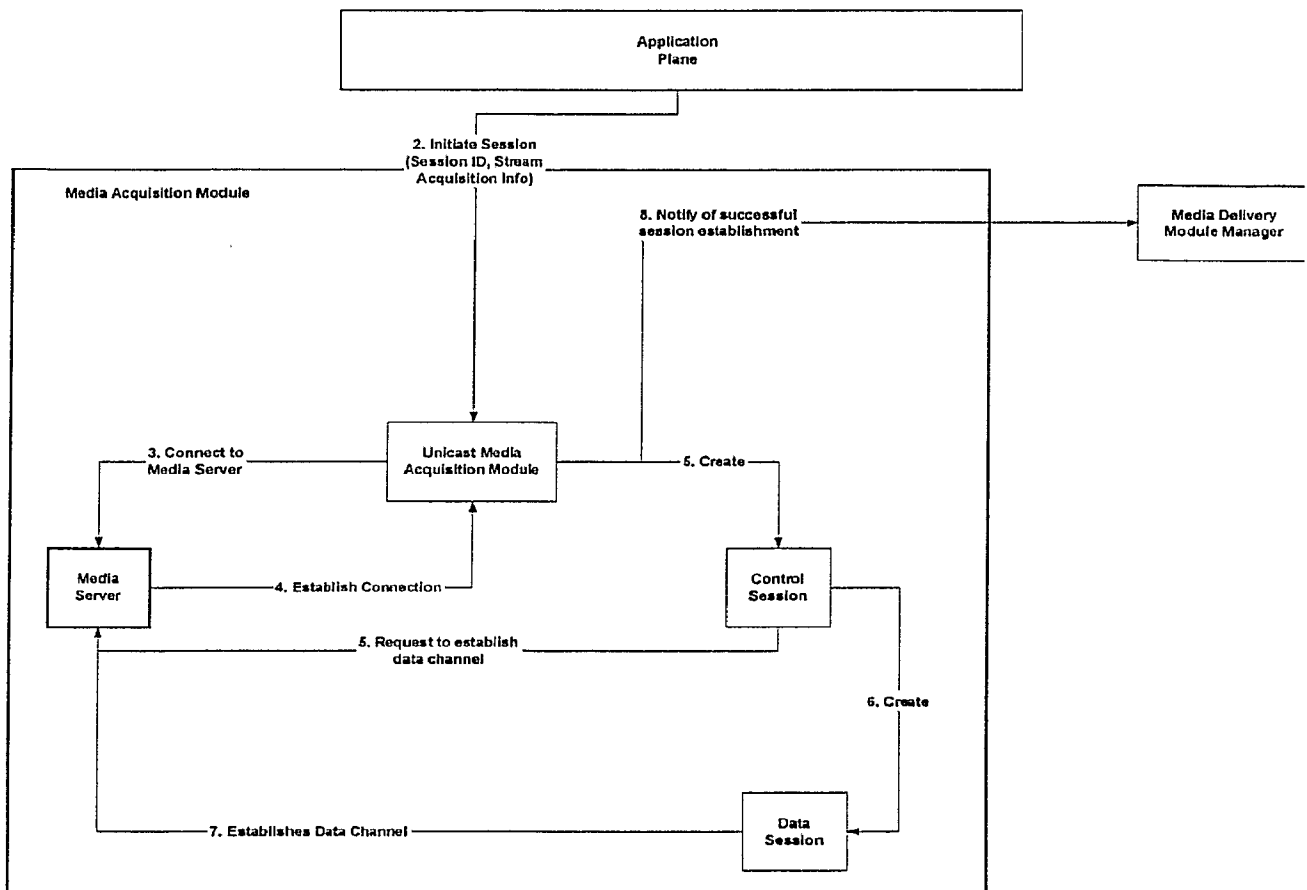 Application
Plane
2. Initiate Session
(Session ID, Stream
Acquisition Info)
Media Acquisition Module
8. Notify of successful
session establishment
Media Delivery
Module Manager
3. Connect to
Media Server
Unicast Media
Acquisition Module
5. Create
Media
Server
4. Establish Connection
Control
Session
5. Request to establish
data channel
6. Create
7. Establishes Data Channel
Data
Session